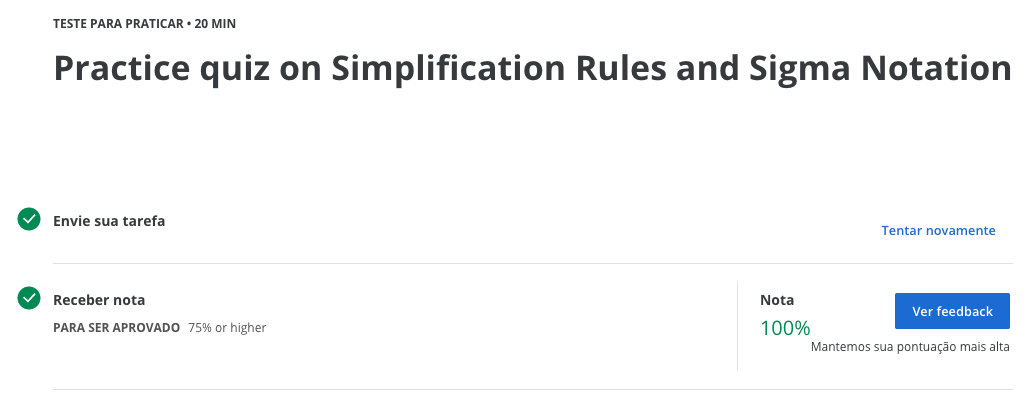 TESTE PARA PRATICAR • 20 MIN
Practice quiz on Simplification Rules and Sigma Notation
Envie sua tarefa
Tentar novamente
Receber nota
PARA SER APROVADO 75% or higher
Nota
100%
Ver feedback
Mantemos sua pontuação mais alta